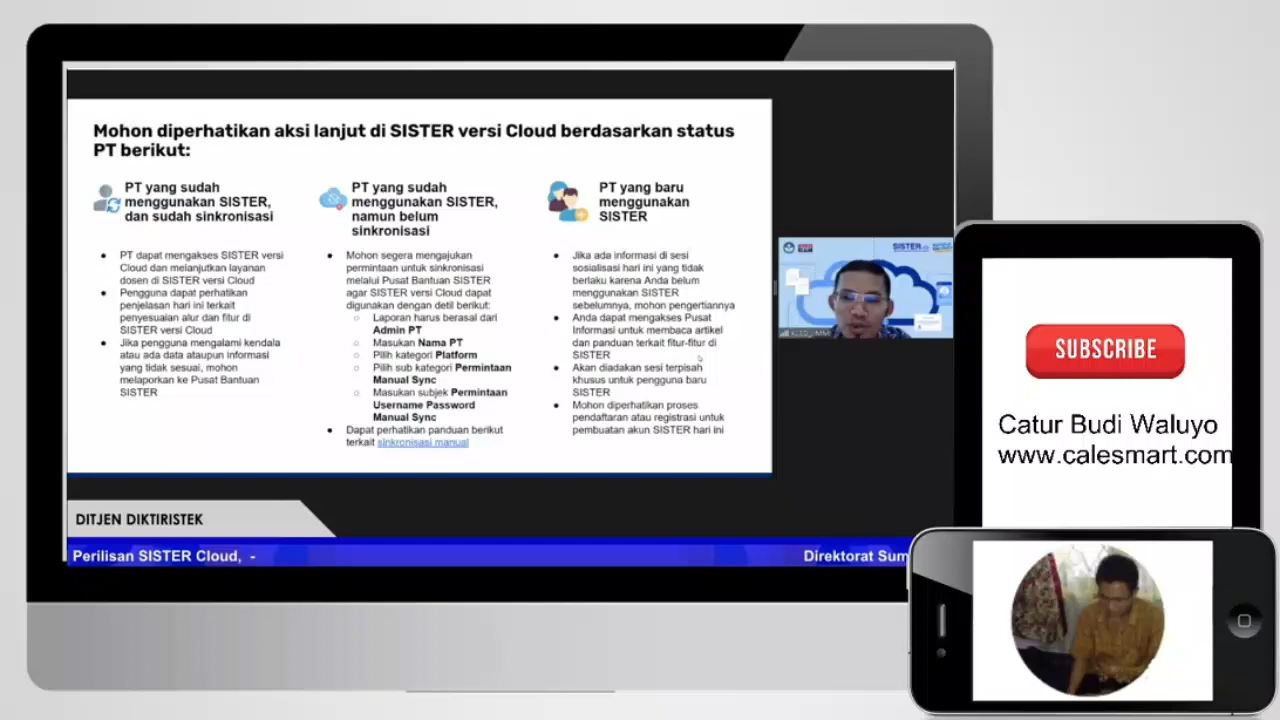 Mohon diperhatikan aksi lanjut di SISTER versi Cloud berdasarkan status
PT berikut:
PT yang sudah
menggunakan SISTER,
dan sudah sinkronisasi
PT dapat mengakses SISTER versi
Cloud dan melanjutkan layanan
dosen di SISTER versi Cloud
Pengguna dapat perhatikan
penjelasan hari ini terkait
penyesuaian alur dan fitur di
SISTER versi Cloud
Jika pengguna mengalami kendala
atau ada data ataupun informasi
yang tidak sesuai, mohon
melaporkan ke Pusat Bantuan
SISTER
PT yang sudah
menggunakan SISTER,
namun belum
sinkronisasi
Mohon segera mengajukan
permintaan untuk sinkronisasi
melalui Pusat Bantuan SISTER
agar SISTER versi Cloud dapat
digunakan dengan detil berikut:
Laporan harus berasal dari
Admin PT
Masukan Nama PT
Pilih kategori Platform
Pilih sub kategori Permintaan
Manual Sync
Masukan subjek Permintaan
Username Password
Manual Sync
Dapat perhatikan panduan berikut
terkait sinkronisasi manual
PT yang baru
menggunakan
SISTER
Jika ada informasi di sesi
sosialisasi hari ini yang tidak
berlaku karena Anda belum
menggunakan SISTER
sebelumnya, mohon pengertiannya
Anda dapat mengakses Pusat
Informasi untuk membaca artikel
dan panduan terkait fitur-fitur di
SISTER
Akan diadakan sesi terpisah
khusus untuk pengguna baru
SISTER
Mohon diperhatikan proses
pendaftaran atau registrasi untuk
pembuatan akun SISTER hari ini
SISTER
DITJEN DIKTIRISTEK
Perilisan SISTER Cloud, -
Direktorat Sum
SUBSCRIBE
Catur Budi Waluyo
www.calesmart.com